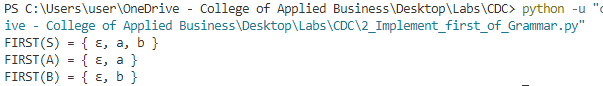 PS C:\Users\user\OneDrive - College of Applied Business\Desktop\Labs\CDC> python -u "c
ive - College of Applied Business\Desktop\Labs\CDC\2_Implement_first_of_Grammar.py"
FIRST(S) = { ε, a, b }
FIRST(A) = { ε, a }
FIRST(B) = { ε, b }